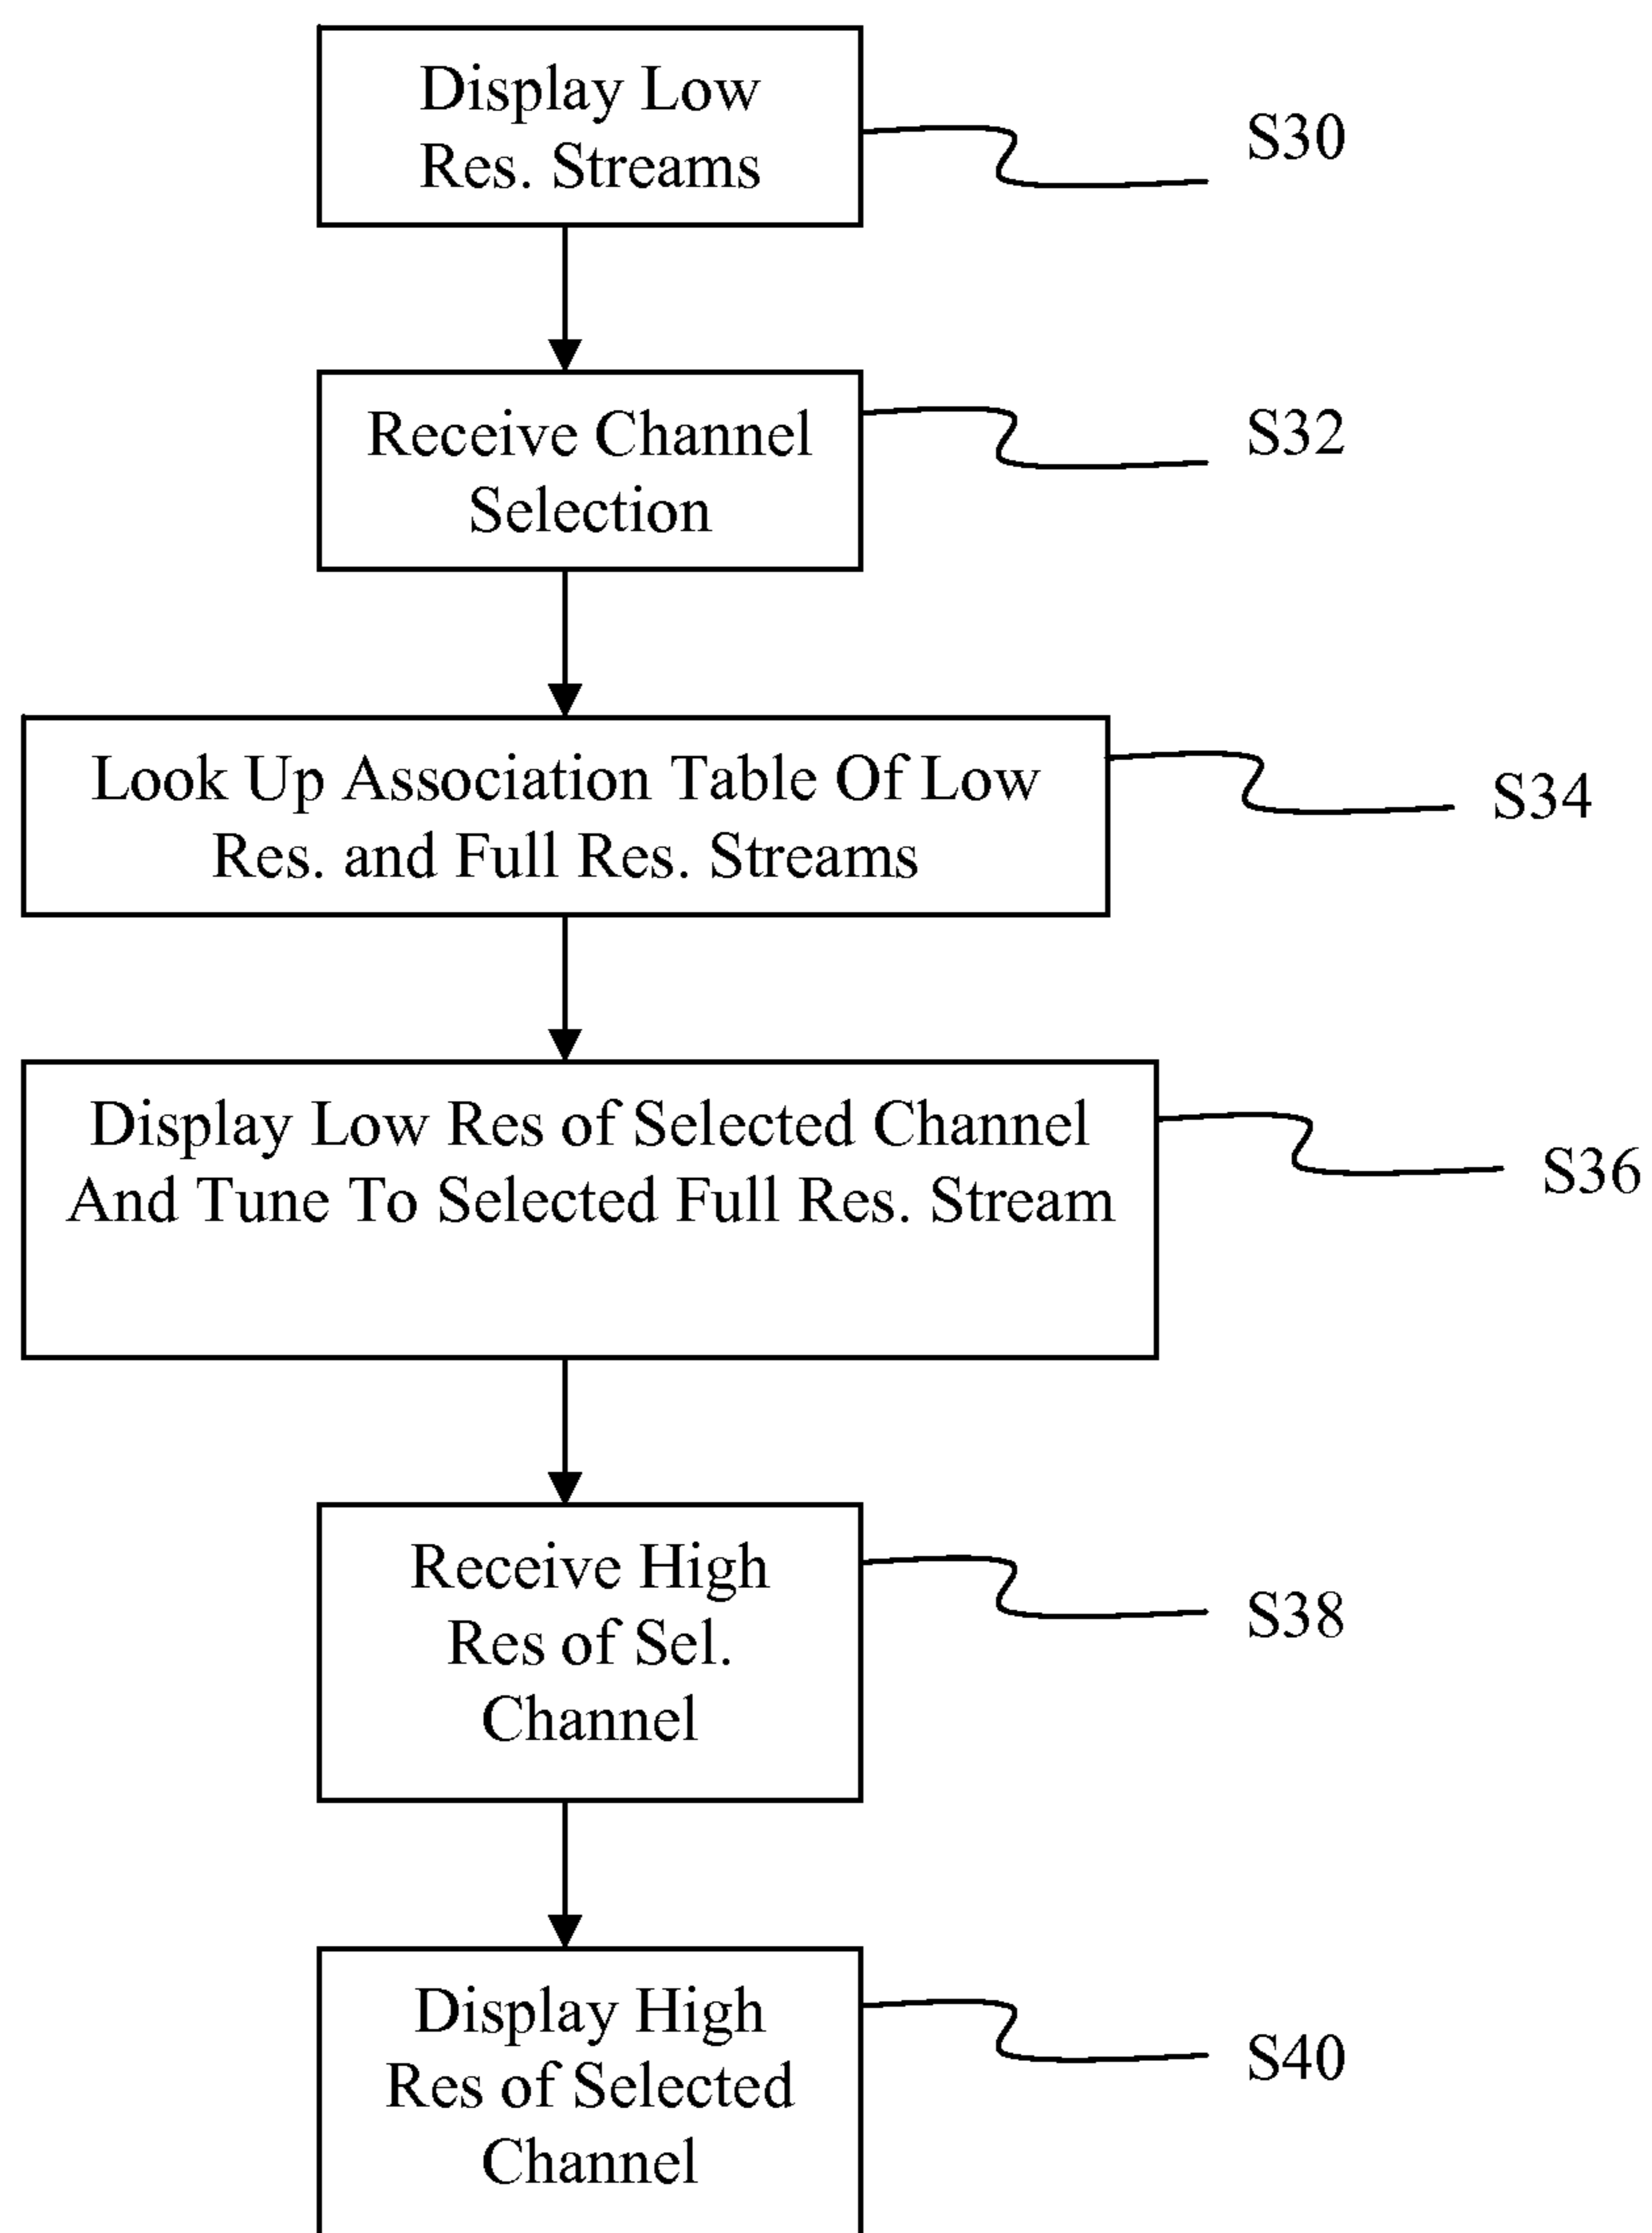 Display Low
Res. Streams
S30
Receive Channel
Selection
S32
Look Up Association Table Of Low
Res. and Full Res. Streams
S34
Display Low Res of Selected Channel
And Tune To Selected Full Res. Stream
S36
Receive High
Res of Sel.
Channel
S38
Display High
Res of Selected
Channel
S40